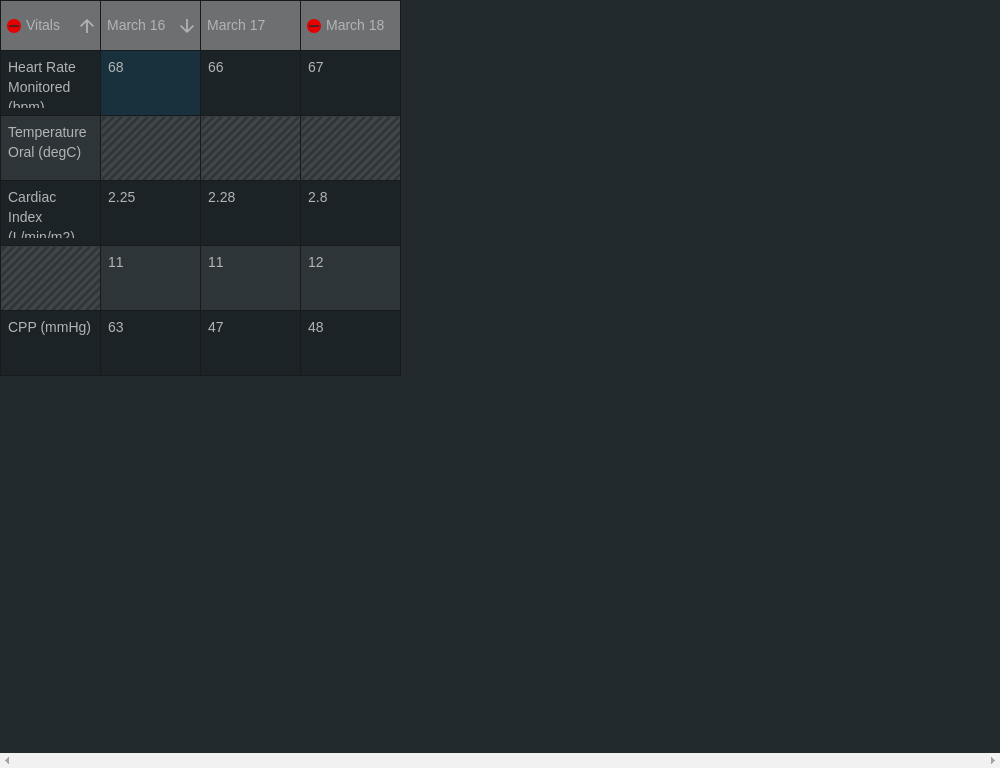 Vitals March 16 March 17 March 18
Heart Rate 68 66 67
Monitored
(bpm)
Temperature
Oral (degC)
Cardiac 2.25 2.28 2.8
Index
(L/min/m2)
11 11 12
CPP (mmHg) 63 47 48